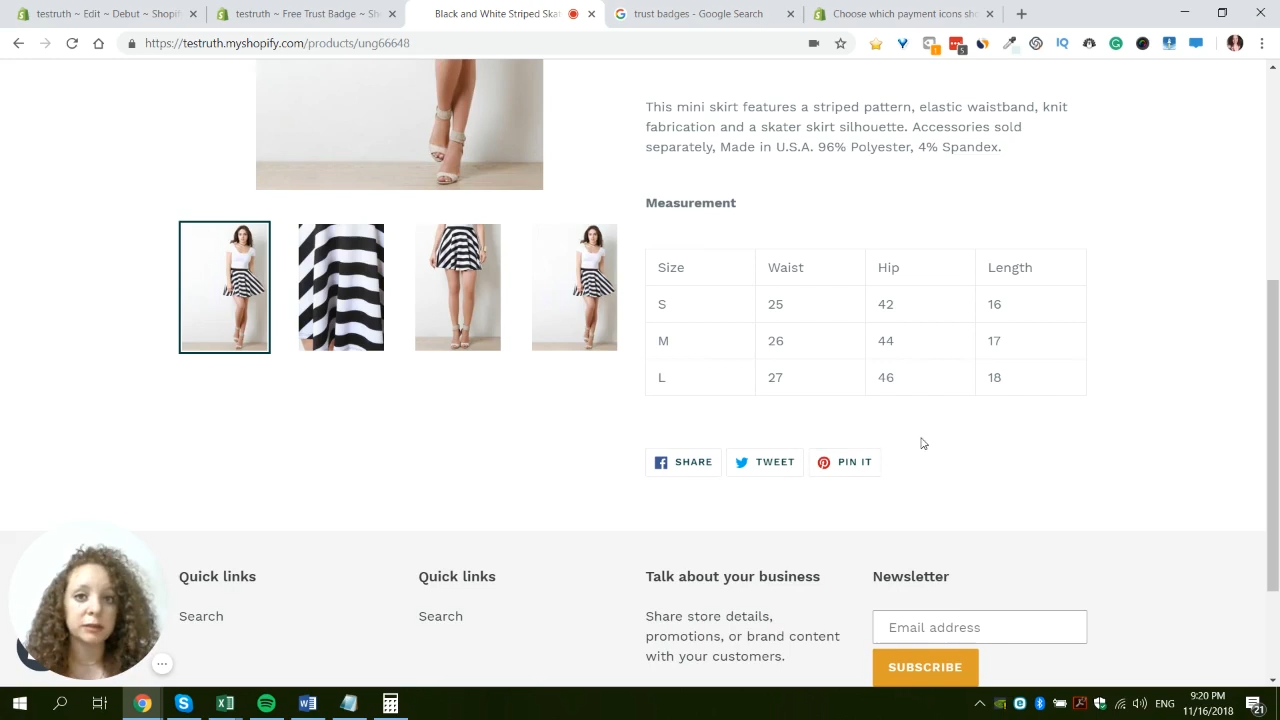 testruth ~ Edit ~ Debut ~ Shopif
testruth ~ Free Trust Badge ~ Sh
Black and White Striped Skat
trust badges - Google Search
Choose which payment icons sho
https://testruth.myshopify.com/products/ung66648
This mini skirt features a striped pattern, elastic waistband, knit
fabrication and a skater skirt silhouette. Accessories sold
separately, Made in U.S.A. 96% Polyester, 4% Spandex.
Measurement
Size Waist Hip Length
S 25 42 16
M 26 44 17
L 27 46 18
SHARE TWEET PIN IT
Quick links Quick links Talk about your business Newsletter
Search Search Share store details,
promotions, or brand content
with your customers.
Email address
SUBSCRIBE
ENG
9:20 PM
11/16/2018
21